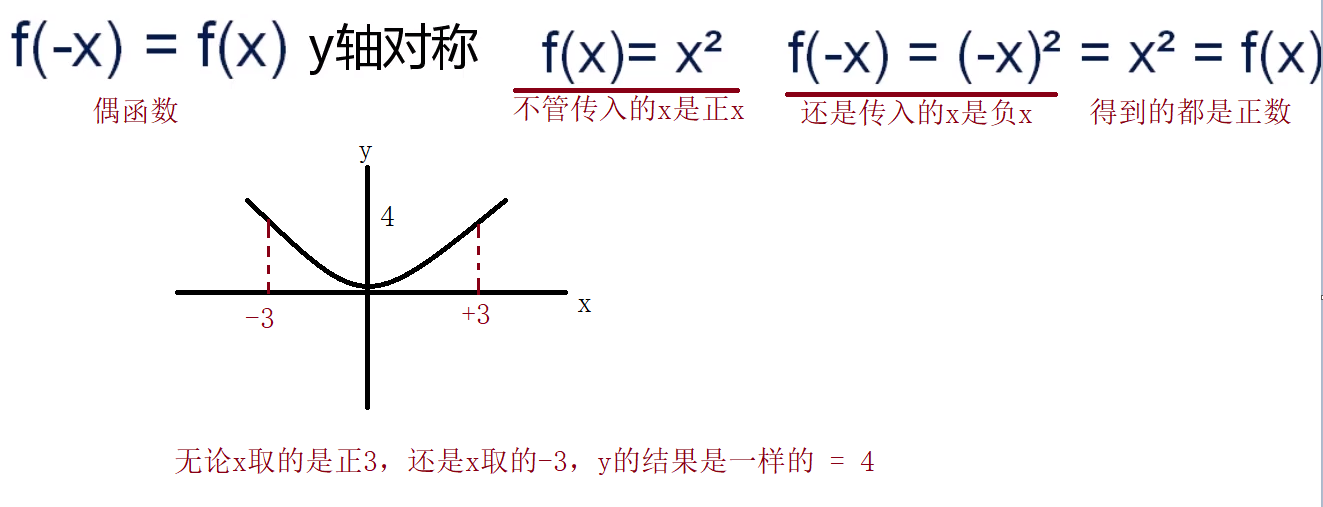 f(-x) = f(x) y轴对称 f(x)= x² f(-x) = (-x)² = x² = f(x)
偶函数 不管传入的x是正x 还是传入的x是负x 得到的都是正数
y
4
-3 +3 x
无论x取的是正3，还是x取的-3，y的结果是一样的 = 4